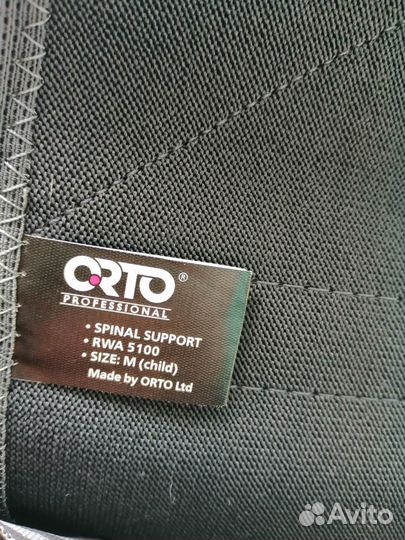 ORTO®
PROFESSIONAL
• SPINAL SUPPORT
• RWA 5100
• SIZE: M (child)
Made by ORTO Ltd
Avito